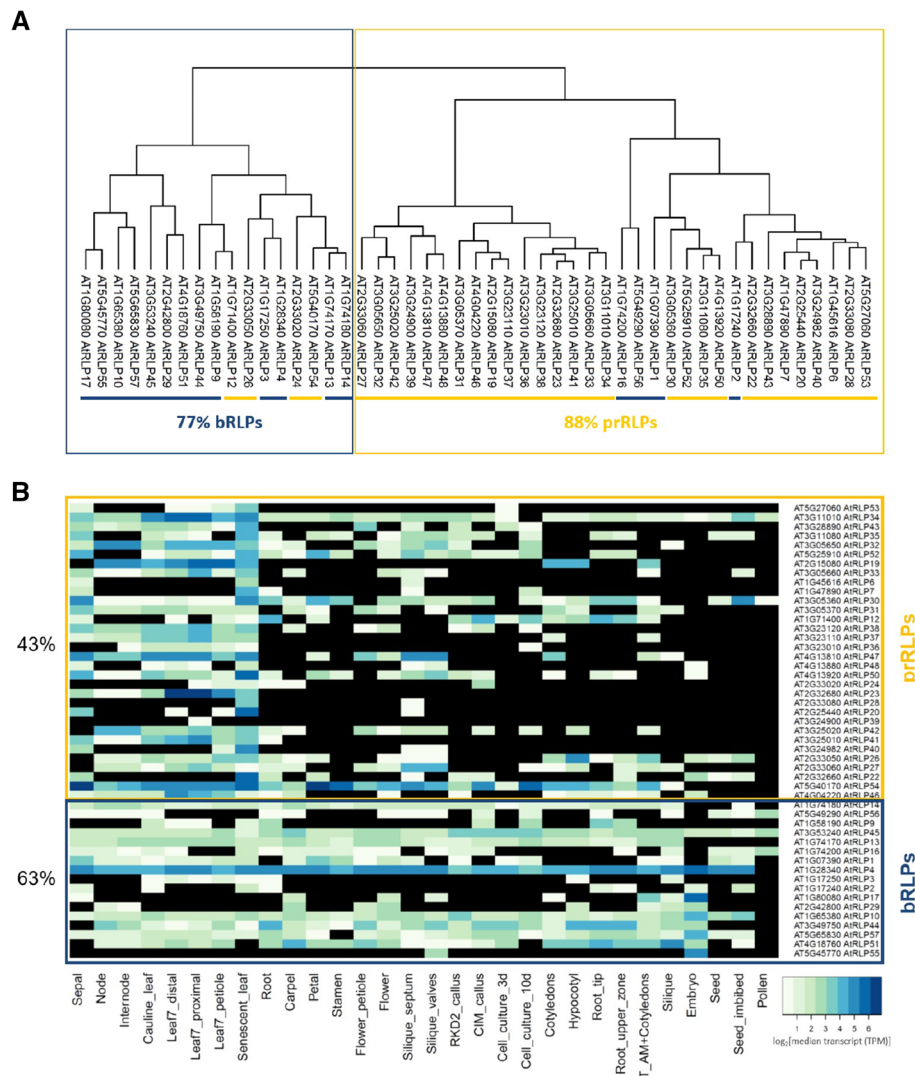 A
AT1G80080 AtRLP17
AT5G45770 AtRLP55
AT1G65380 AtRLP10
AT5G65830 AtRLP57
AT3G53240 AtRLP45
AT2G42800 AtRLP29
AT4G18760 AtRLP51
AT3G49750 AtRLP44
AT1G58190 AtRLP9
AT1G71400 AtRLP12
AT2G33050 AtRLP26
AT1G17250 AtRLP3
AT1G28340 AtRLP4
AT2G33020 AtRLP24
AT5G40170 AtRLP54
AT1G74170 AtRLP13
AT1G74180 AtRLP14
AT2G33060 AtRLP27
AT3G05650 AtRLP32
AT3G25020 AtRLP42
AT3G24900 AtRLP39
AT4G13810 AtRLP47
AT4G13880 AtRLP48
AT3G05370 AtRLP31
AT4G04220 AtRLP46
AT2G15080 AtRLP19
AT3G23110 AtRLP37
AT3G23010 AtRLP36
AT3G23120 AtRLP38
AT2G32680 AtRLP23
AT3G25010 AtRLP41
AT3G05660 AtRLP33
AT3G11010 AtRLP34
AT1G74200 AtRLP16
AT5G49290 AtRLP56
AT1G07390 AtRLP1
AT3G05360 AtRLP30
AT5G25910 AtRLP52
AT3G11080 AtRLP35
AT4G13920 AtRLP50
AT1G17240 AtRLP2
AT2G32660 AtRLP22
AT3G28890 AtRLP43
AT1G47890 AtRLP7
AT2G25440 AtRLP20
AT3G24982 AtRLP40
AT1G45616 AtRLP6
AT2G33080 AtRLP28
AT5G27060 AtRLP53
77% bRLPs
88% prRLPs
B
AT5G27060 AtRLP53
AT3G11010 AtRLP34
AT3G28890 AtRLP43
AT3G11080 AtRLP35
AT3G05650 AtRLP32
AT5G25910 AtRLP52
AT2G15080 AtRLP19
AT3G05660 AtRLP33
AT1G45616 AtRLP6
AT1G47890 AtRLP7
AT3G05360 AtRLP30
AT3G05370 AtRLP31
AT1G71400 AtRLP12
AT3G23120 AtRLP38
AT3G23110 AtRLP37
AT3G23010 AtRLP36
AT4G13810 AtRLP47
AT4G13880 AtRLP48
AT4G13920 AtRLP50
AT2G33020 AtRLP24
AT2G32680 AtRLP23
AT2G33080 AtRLP28
AT2G25440 AtRLP20
AT3G24900 AtRLP39
AT3G25020 AtRLP42
AT3G25010 AtRLP41
AT3G24982 AtRLP40
AT2G33050 AtRLP26
AT2G33060 AtRLP27
AT2G32660 AtRLP22
AT5G40170 AtRLP54
AT4G04220 AtRLP46
43%
prRLPs
AT1G74180 AtRLP14
AT5G49290 AtRLP56
AT1G58190 AtRLP9
AT3G53240 AtRLP45
AT1G74170 AtRLP13
AT1G74200 AtRLP16
AT1G07390 AtRLP1
AT1G28340 AtRLP4
AT1G17250 AtRLP3
AT1G17240 AtRLP2
AT1G80080 AtRLP17
AT2G42800 AtRLP29
AT1G65380 AtRLP10
AT3G49750 AtRLP44
AT5G65830 AtRLP57
AT4G18760 AtRLP51
AT5G45770 AtRLP55
63%
bRLPs
Sepal
Node
Internode
Cauline_leaf
Leaf7_distal
Leaf7_proximal
Leaf7_petiole
Senescent_leaf
Root
Carpel
Petal
Stamen
Flower_petiole
Flower
Silique_septum
Silique_valves
RKD2_callus
CIM_callus
Cell_culture_3d
Cell_culture_10d
Cotyledons
Hypocotyl
Root_tip
Root_upper_zone
T_AM+Cotyledons
Silique
Embryo
Seed
Seed_imbibed
Pollen
1 2 3 4 5 6
log₂[median transcript (TPM)]